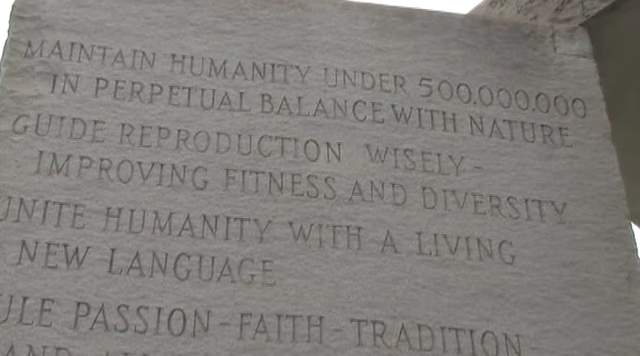 MAINTAIN HUMANITY UNDER 500,000,000
IN PERPETUAL BALANCE WITH NATURE
GUIDE REPRODUCTION WISELY -
IMPROVING FITNESS AND DIVERSITY
UNITE HUMANITY WITH A LIVING
NEW LANGUAGE
ULE PASSION - FAITH - TRADITION -
AND